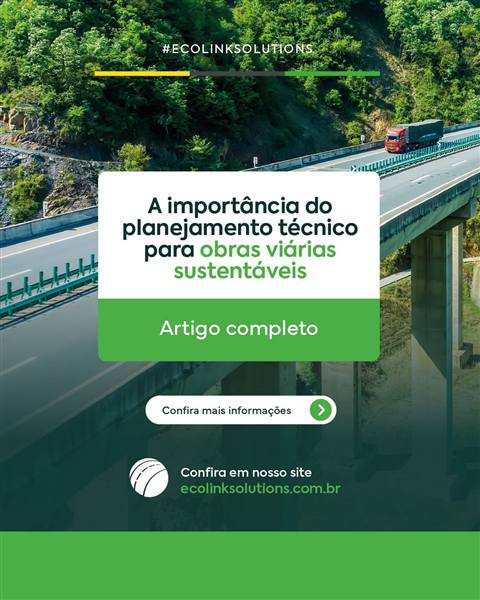 #ECOLINKSOLUTIONS
A importância do
planejamento técnico
para obras viárias
sustentáveis
Artigo completo
Confira mais informações
Confira em nosso site
ecolinksolutions.com.br